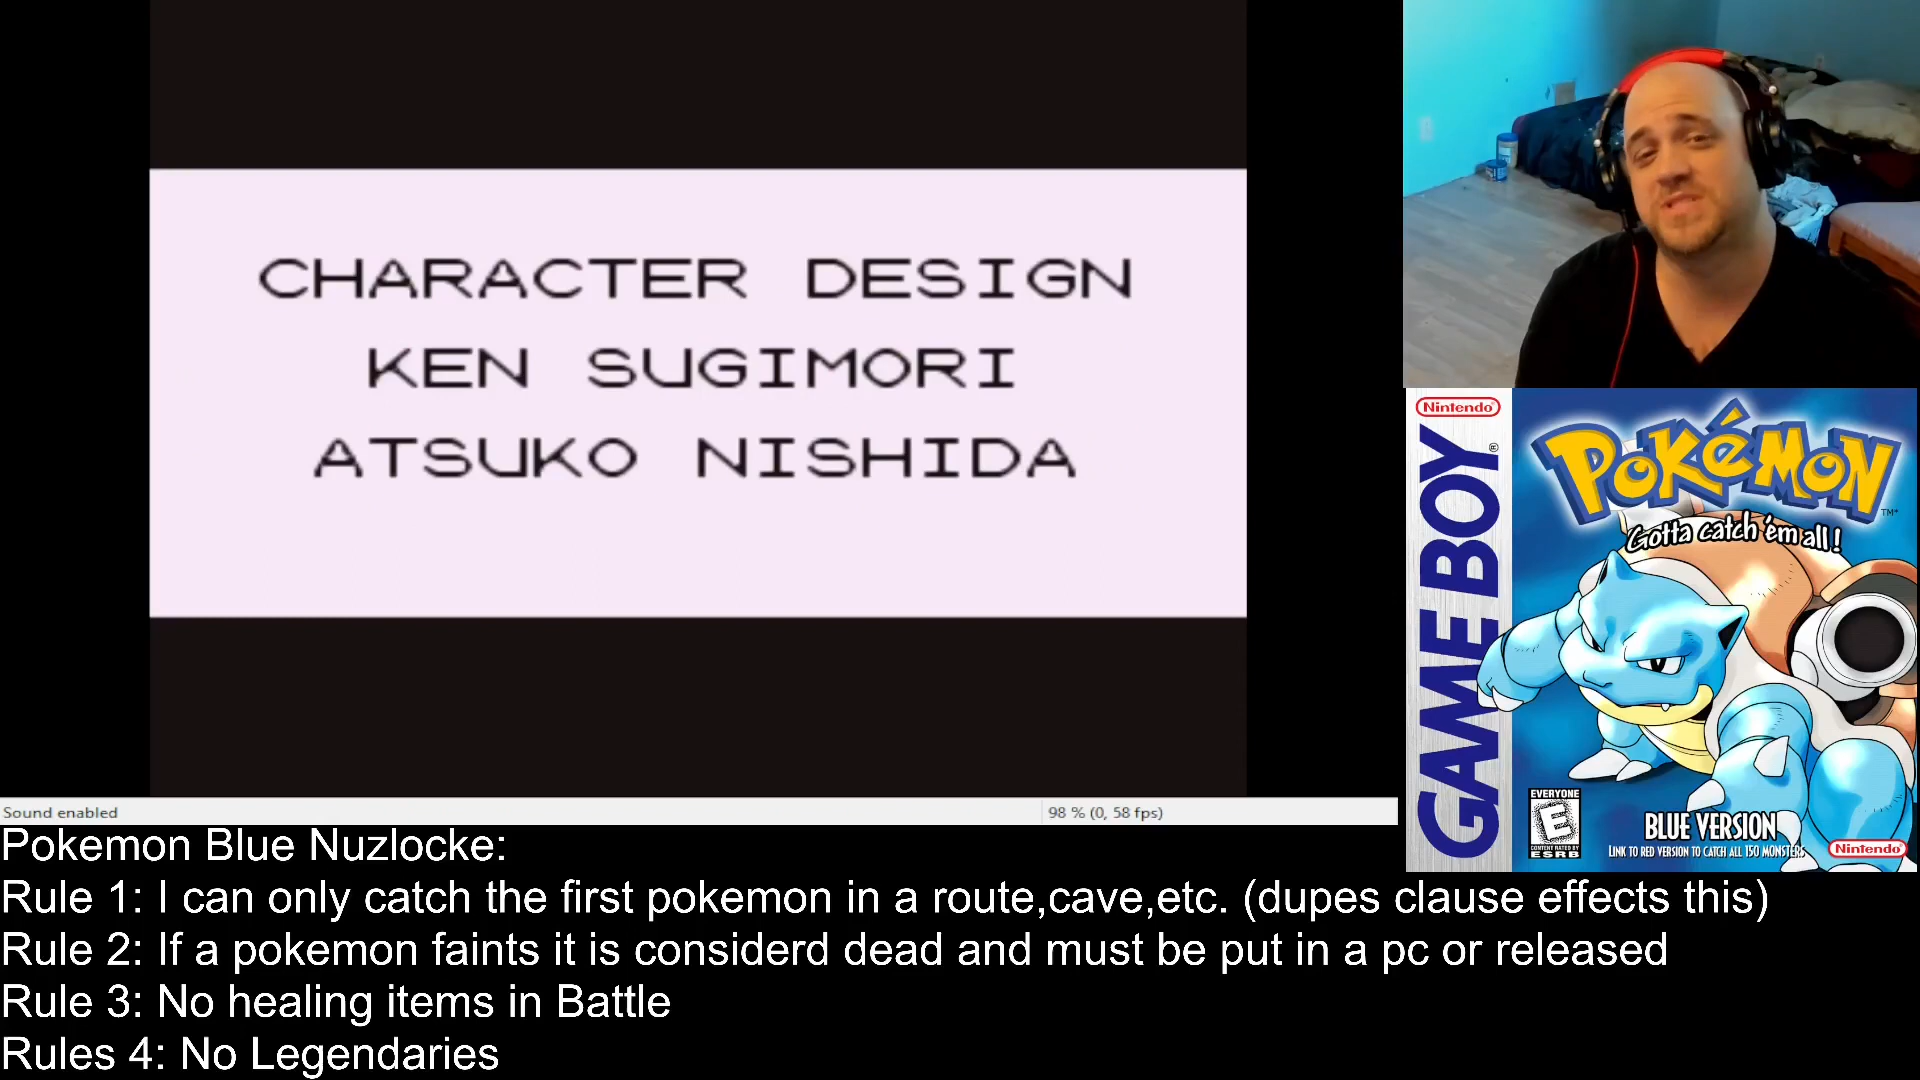 CHARACTER DESIGN
KEN SUGIMORI
ATSUKO NISHIDA
Nintendo
GAME BOY
®
POKéMON
TM*
Gotta catch 'em all!
EVERYONE
E
CONTENT RATED BY
ESRB
BLUE VERSION
LINK TO RED VERSION TO CATCH ALL 150 MONSTERS
Nintendo
Sound enabled
98 % (0, 58 fps)
Pokemon Blue Nuzlocke:
Rule 1: I can only catch the first pokemon in a route,cave,etc. (dupes clause effects this)
Rule 2: If a pokemon faints it is considerd dead and must be put in a pc or released
Rule 3: No healing items in Battle
Rules 4: No Legendaries